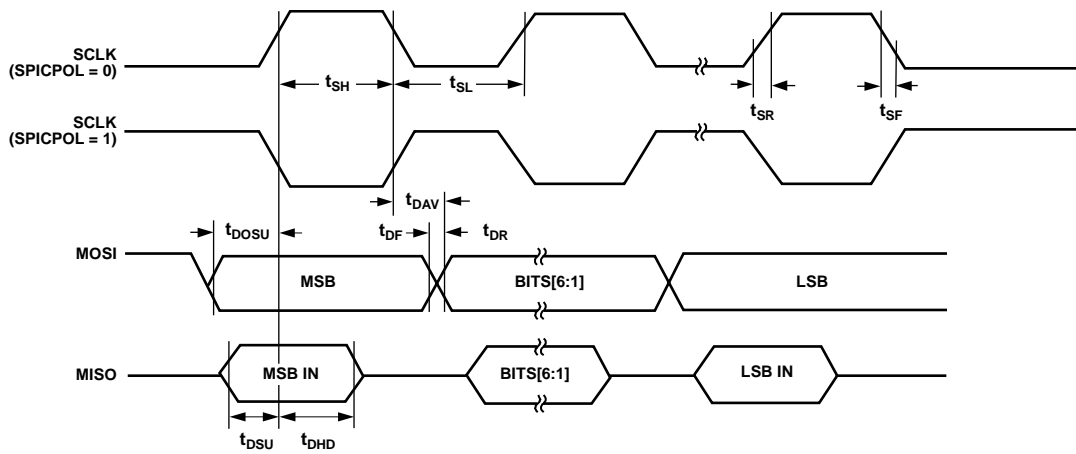 SCLK
(SPICPOL = 0)
tSH
tSL
tSR
tSF
SCLK
(SPICPOL = 1)
tDAV
tDOSU
tDF
tDR
MOSI
MSB
BITS[6:1]
LSB
MISO
MSB IN
BITS[6:1]
LSB IN
tDSU
tDHD